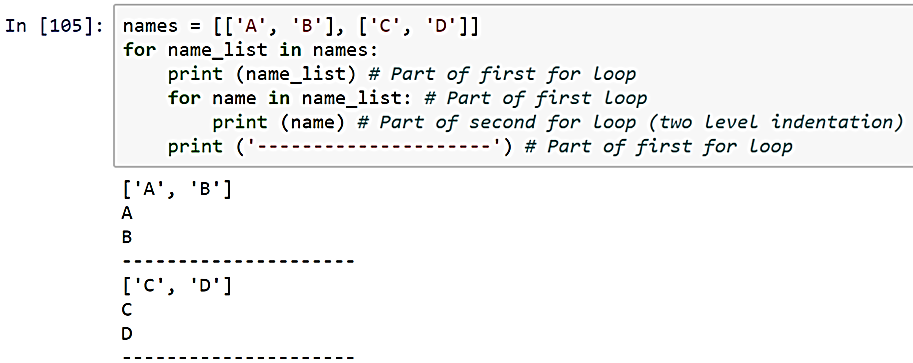 In [105]: names = [['A', 'B'], ['C', 'D']]
for name_list in names:
    print (name_list) # Part of first for loop
    for name in name_list: # Part of first Loop
        print (name) # Part of second for loop (two level indentation)
    print ('---------------------') # Part of first for loop
['A', 'B']
A
B
---------------------
['C', 'D']
C
D
---------------------